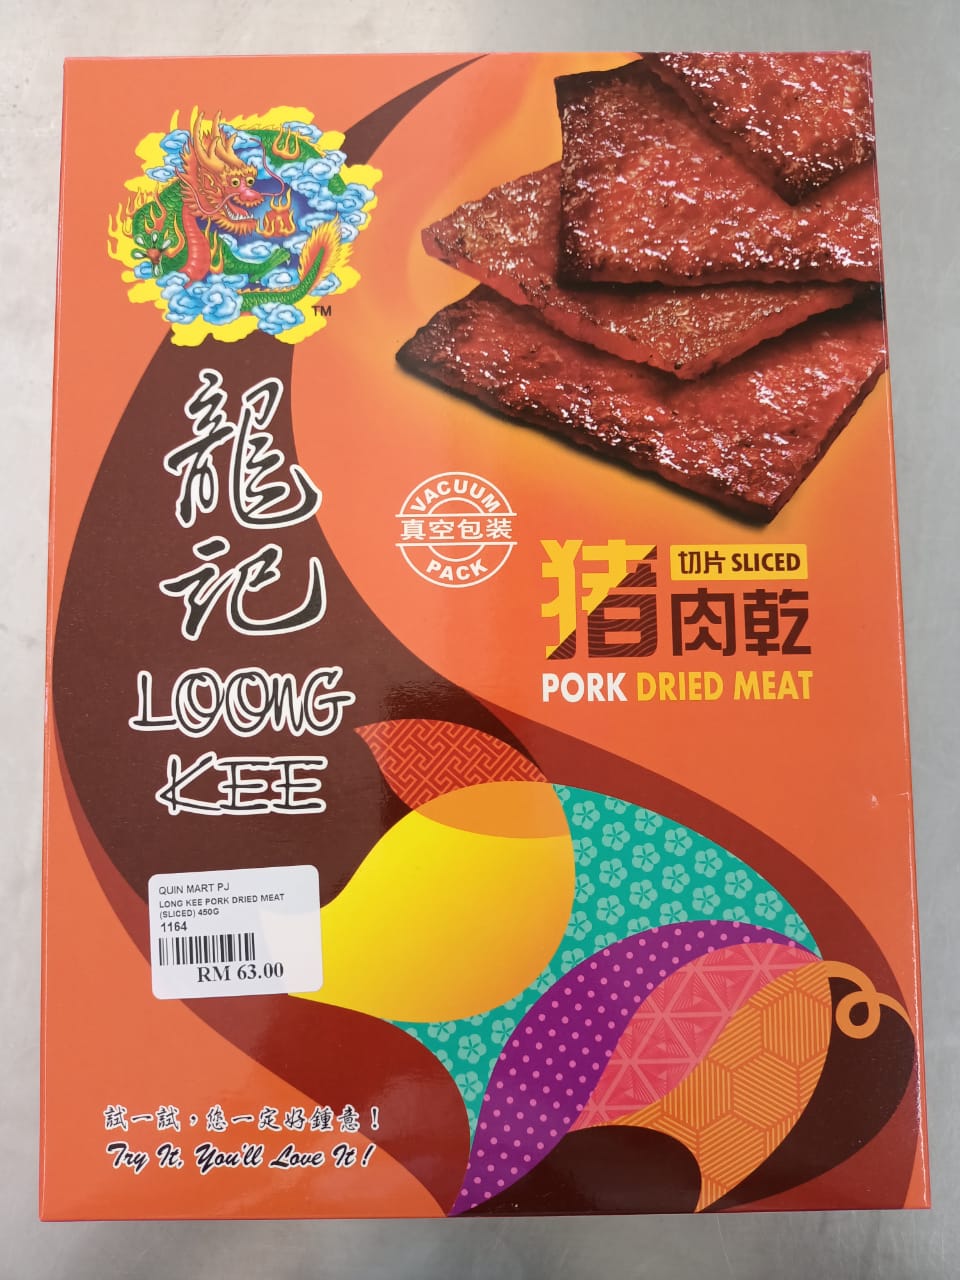 TM
龍
记
LOONG
KEE
VACUUM
真空包装
PACK
切片 SLICED
猪肉乾
PORK DRIED MEAT
QUIN MART PJ
LONG KEE PORK DRIED MEAT
(SLICED) 450G
1164
RM 63.00
試一試，您一定好鍾意！
Try It, You'll Love It!